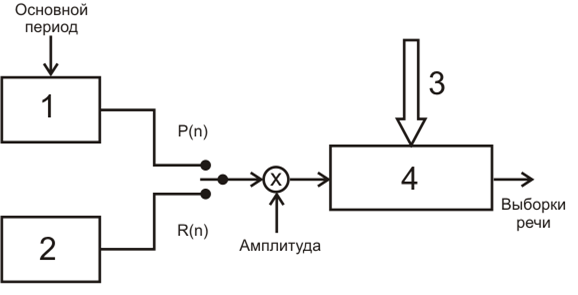 Основной
период
1
P(n)
3
X
4
2
R(n)
Амплитуда
Выборки
речи